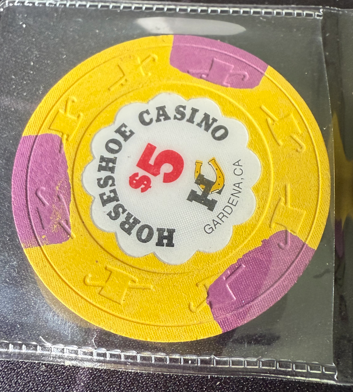 HORSESHOE CASINO
$5
H
GARDENA, CA